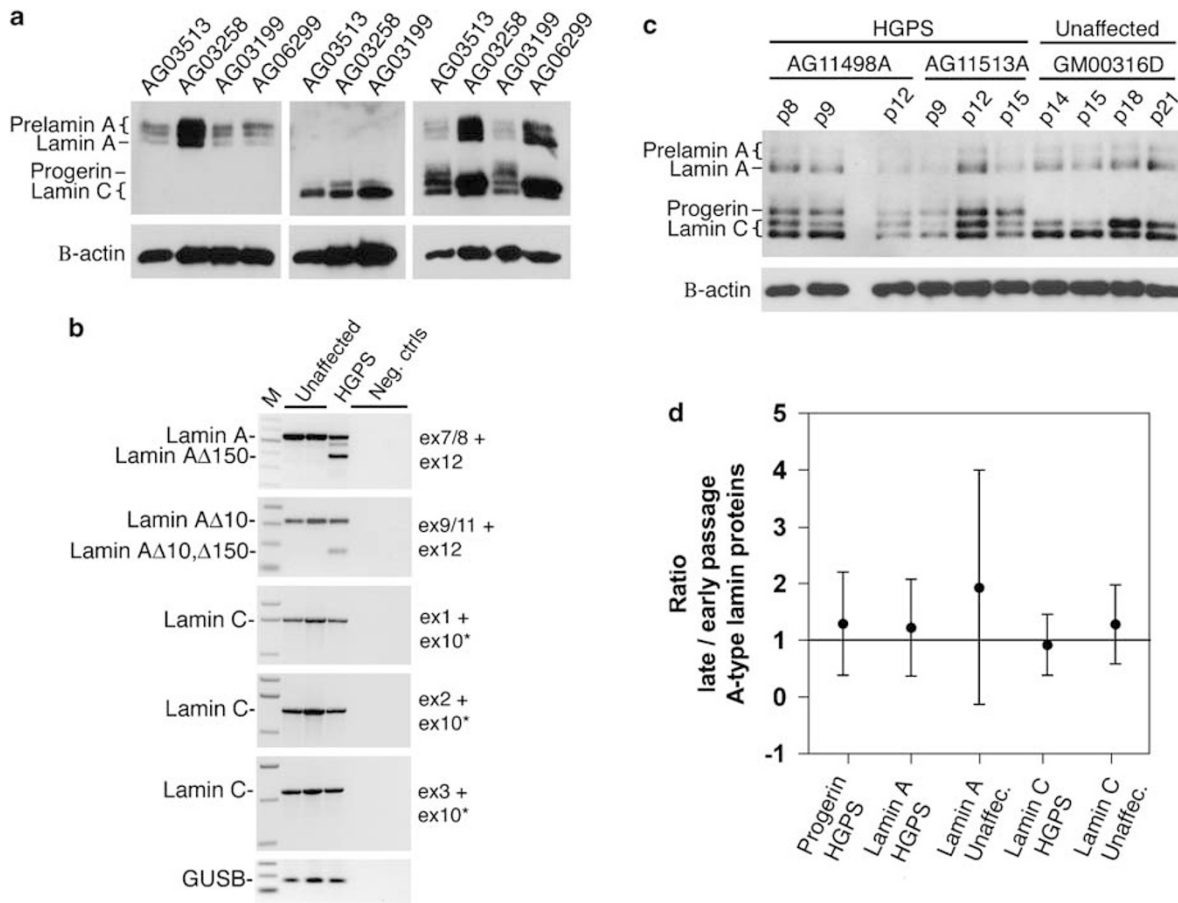 a
AG03513 AG03258 AG03199 AG06299 AG03513 AG03258 AG03199 AG03513 AG03258 AG03199 AG06299
Prelamin A{
Lamin A-
Progerin-
Lamin C{
B-actin
b
M Unaffected HGPS Neg. ctrls
Lamin A- ex7/8 +
Lamin AΔ150- ex12
Lamin AΔ10- ex9/11 +
Lamin AΔ10,Δ150- ex12
Lamin C- ex1 +
ex10*
Lamin C- ex2 +
ex10*
Lamin C- ex3 +
ex10*
GUSB-
c
HGPS Unaffected
AG11498A AG11513A GM00316D
p8 p9 p12 p9 p12 p15 p14 p15 p18 p21
Prelamin A{
Lamin A-
Progerin-
Lamin C{
B-actin
d
Ratio
late / early passage
A-type lamin proteins
5
4
3
2
1
0
-1
Progerin
HGPS
Lamin A
HGPS
Lamin A
Unaffec.
Lamin C
HGPS
Lamin C
Unaffec.